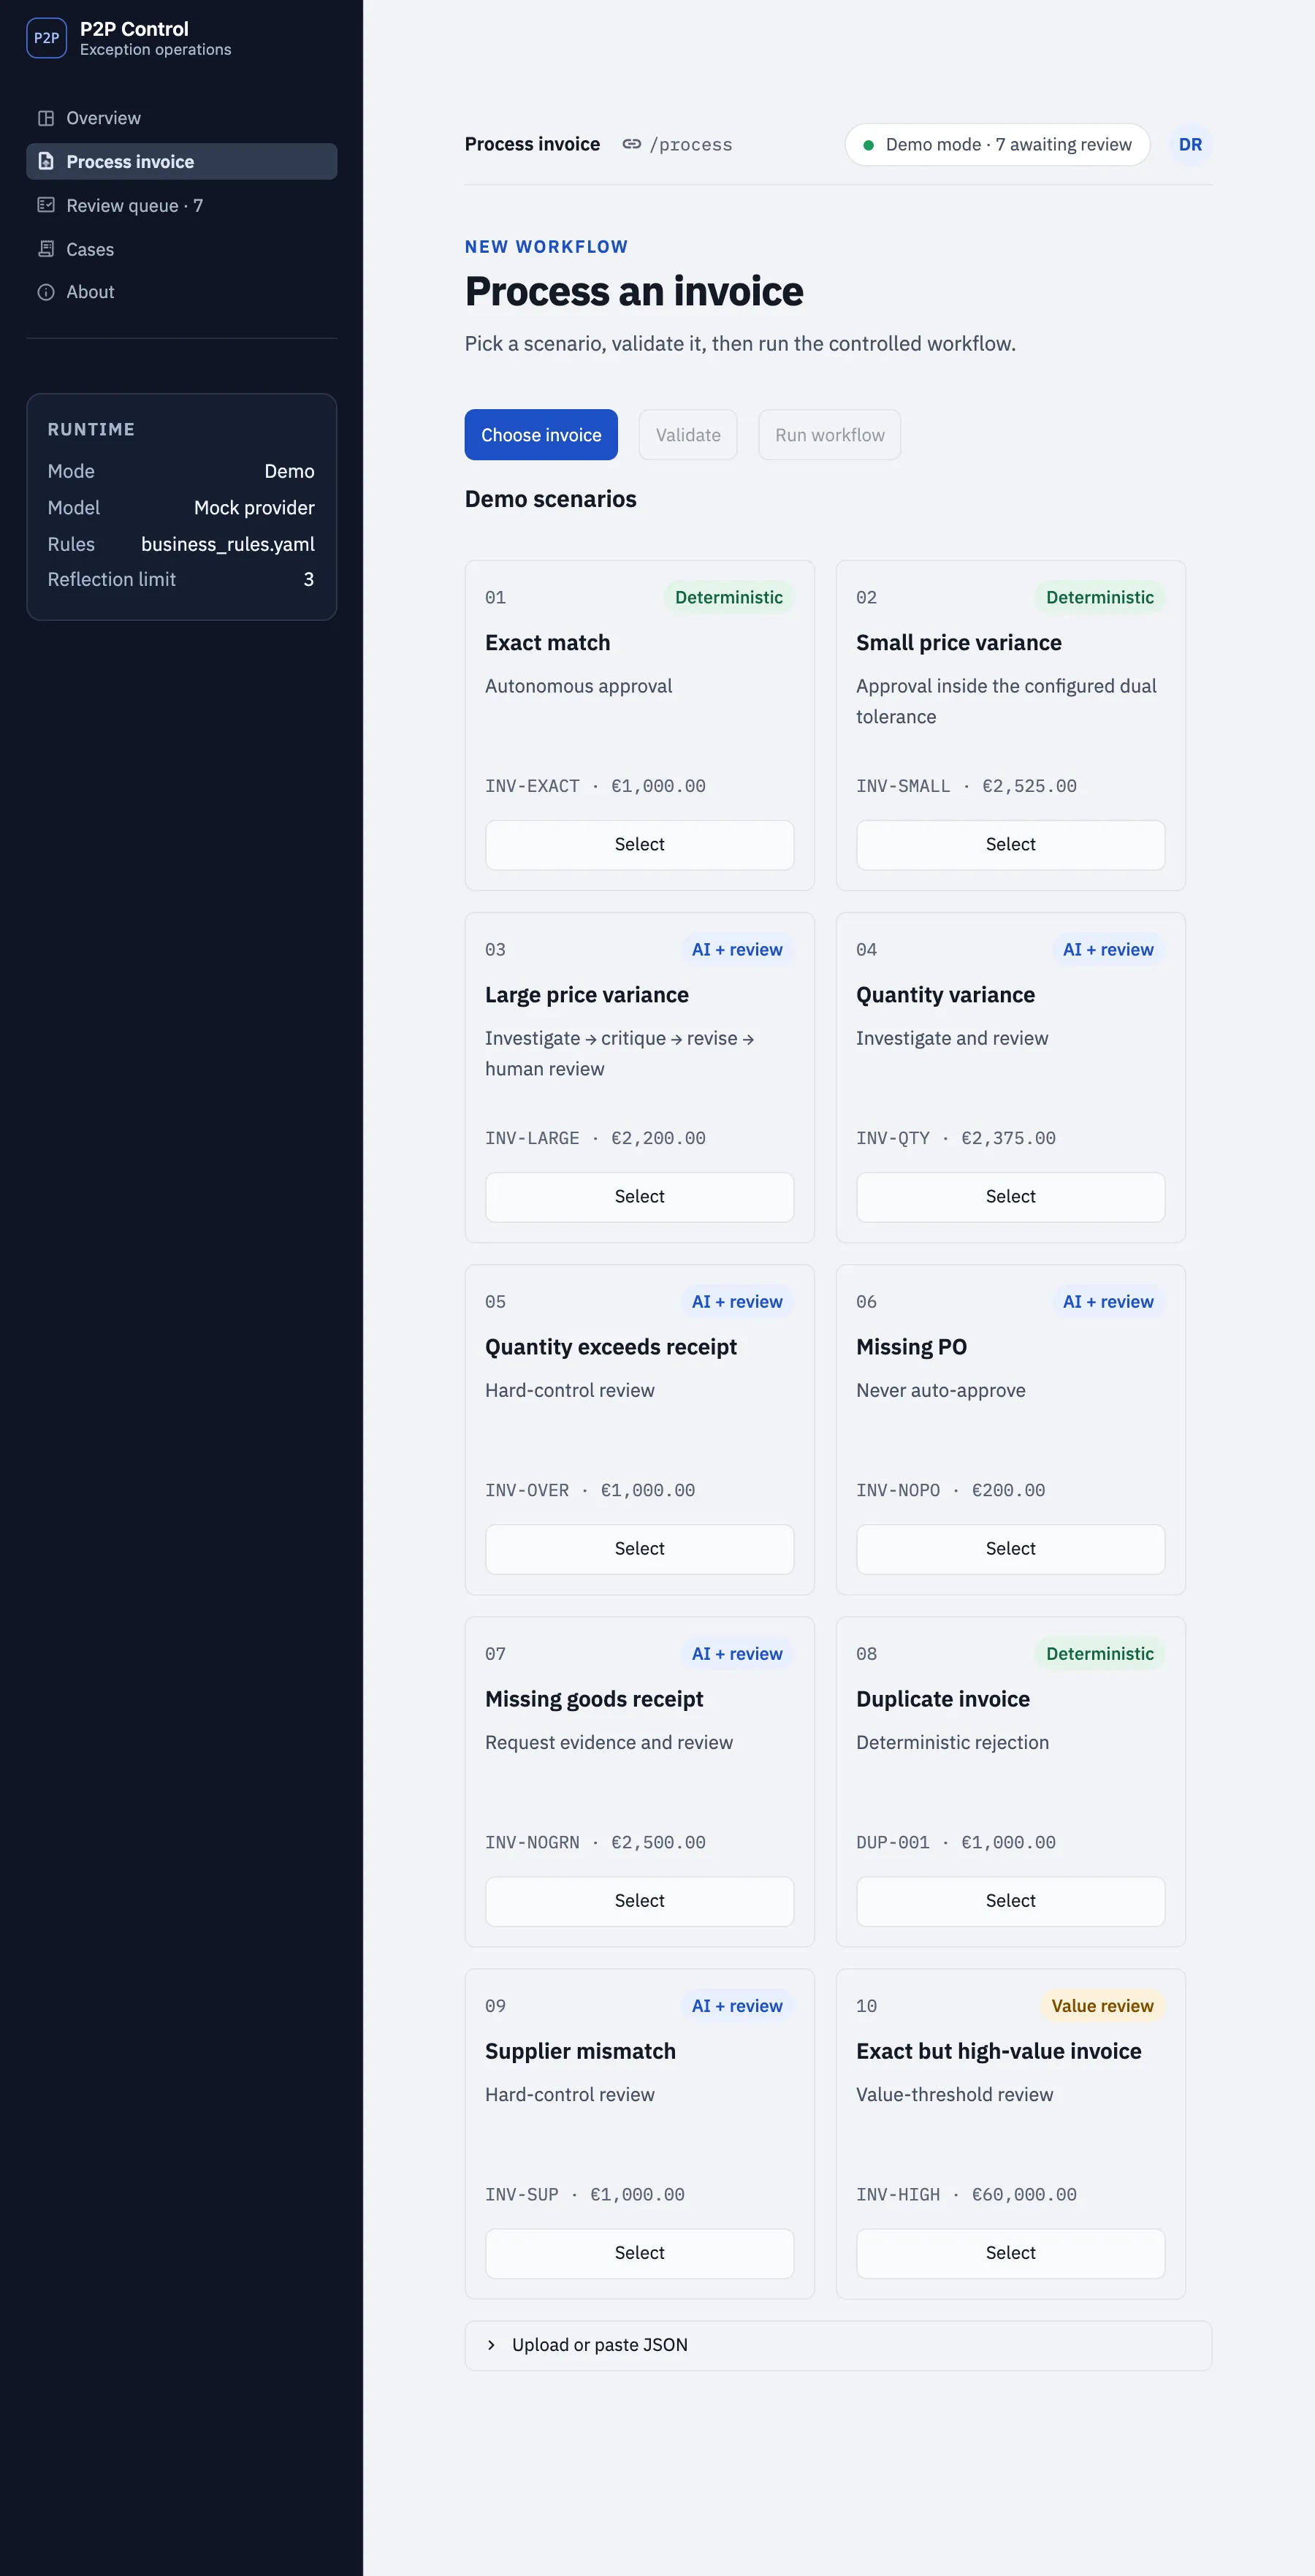 P2P
P2P Control
Exception operations
Overview
Process invoice
Review queue · 7
Cases
About
RUNTIME
Mode Demo
Model Mock provider
Rules business_rules.yaml
Reflection limit 3
Process invoice /process
Demo mode · 7 awaiting review
DR
NEW WORKFLOW
Process an invoice
Pick a scenario, validate it, then run the controlled workflow.
Choose invoice
Validate
Run workflow
Demo scenarios
01 Deterministic
Exact match
Autonomous approval
INV-EXACT · €1,000.00
Select
02 Deterministic
Small price variance
Approval inside the configured dual
tolerance
INV-SMALL · €2,525.00
Select
03 AI + review
Large price variance
Investigate → critique → revise →
human review
INV-LARGE · €2,200.00
Select
04 AI + review
Quantity variance
Investigate and review
INV-QTY · €2,375.00
Select
05 AI + review
Quantity exceeds receipt
Hard-control review
INV-OVER · €1,000.00
Select
06 AI + review
Missing PO
Never auto-approve
INV-NOPO · €200.00
Select
07 AI + review
Missing goods receipt
Request evidence and review
INV-NOGRN · €2,500.00
Select
08 Deterministic
Duplicate invoice
Deterministic rejection
DUP-001 · €1,000.00
Select
09 AI + review
Supplier mismatch
Hard-control review
INV-SUP · €1,000.00
Select
10 Value review
Exact but high-value invoice
Value-threshold review
INV-HIGH · €60,000.00
Select
Upload or paste JSON